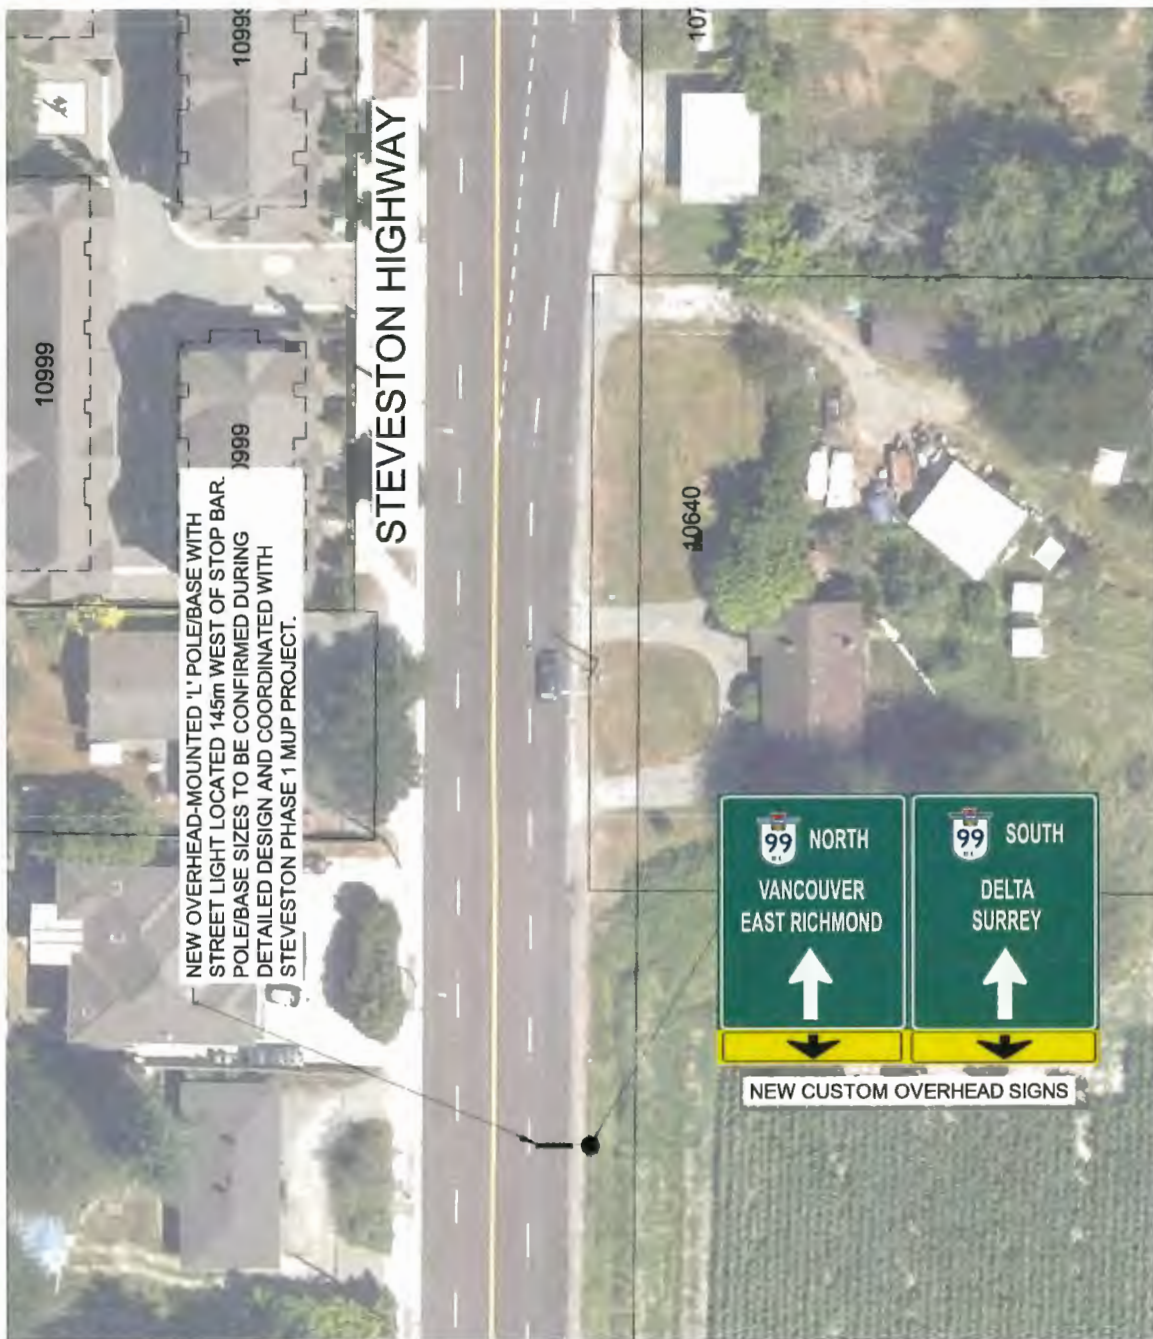 10999
10999
NEW OVERHEAD-MOUNTED 'L' POLE/BASE WITH
STREET LIGHT LOCATED 145m WEST OF STOP BAR.
POLE/BASE SIZES TO BE CONFIRMED DURING
DETAILED DESIGN AND COORDINATED WITH
STEVESTON PHASE 1 MUP PROJECT.
0999
STEVESTON HIGHWAY
107
10640
99 NORTH
VANCOUVER
EAST RICHMOND
99 SOUTH
DELTA
SURREY
NEW CUSTOM OVERHEAD SIGNS